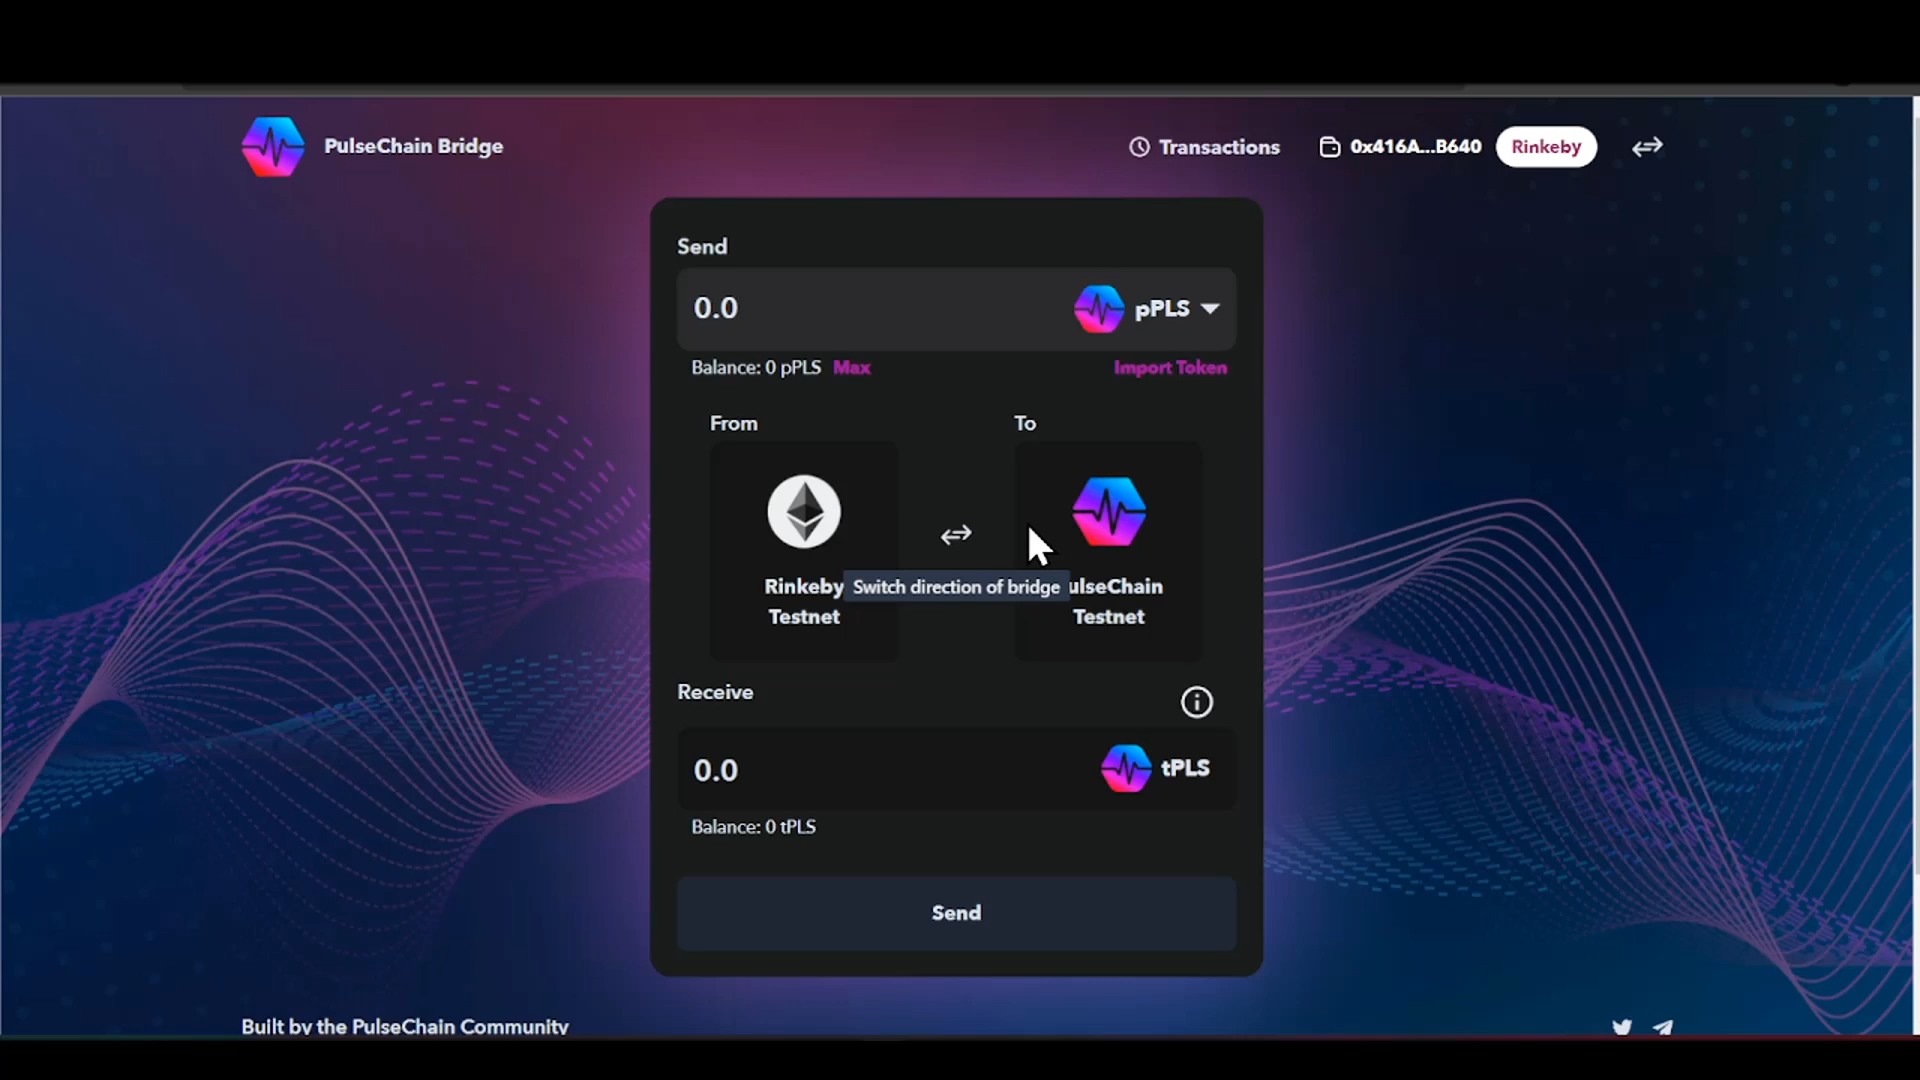 PulseChain Bridge
Transactions
0x416A...B640
Rinkeby
Send
0.0
pPLS
Balance: 0 pPLS Max
Import Token
From
To
Rinkeby
Testnet
Switch direction of bridge
ulseChain
Testnet
Receive
0.0
tPLS
Balance: 0 tPLS
Send
Built by the PulseChain Community